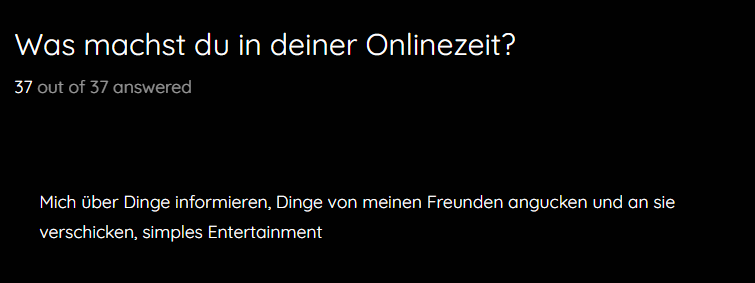 Was machst du in deiner Onlinezeit?
37 out of 37 answered
Mich über Dinge informieren, Dinge von meinen Freunden angucken und an sie
verschicken, simples Entertainment